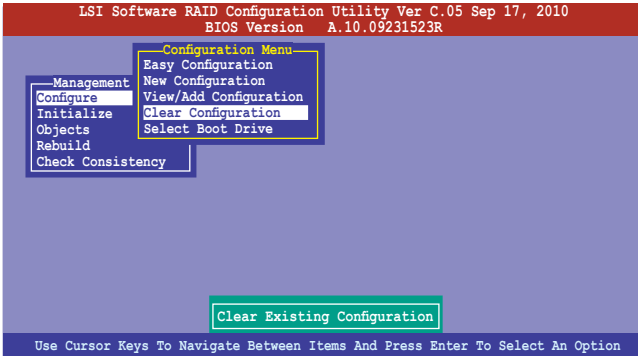 LSI Software RAID Configuration Utility Ver C.05 Sep 17, 2010
BIOS Version A.10.09231523R
Configuration Menu
Easy Configuration
New Configuration
View/Add Configuration
Clear Configuration
Select Boot Drive
Management
Configure
Initialize
Objects
Rebuild
Check Consistency
Clear Existing Configuration
Use Cursor Keys To Navigate Between Items And Press Enter To Select An Option